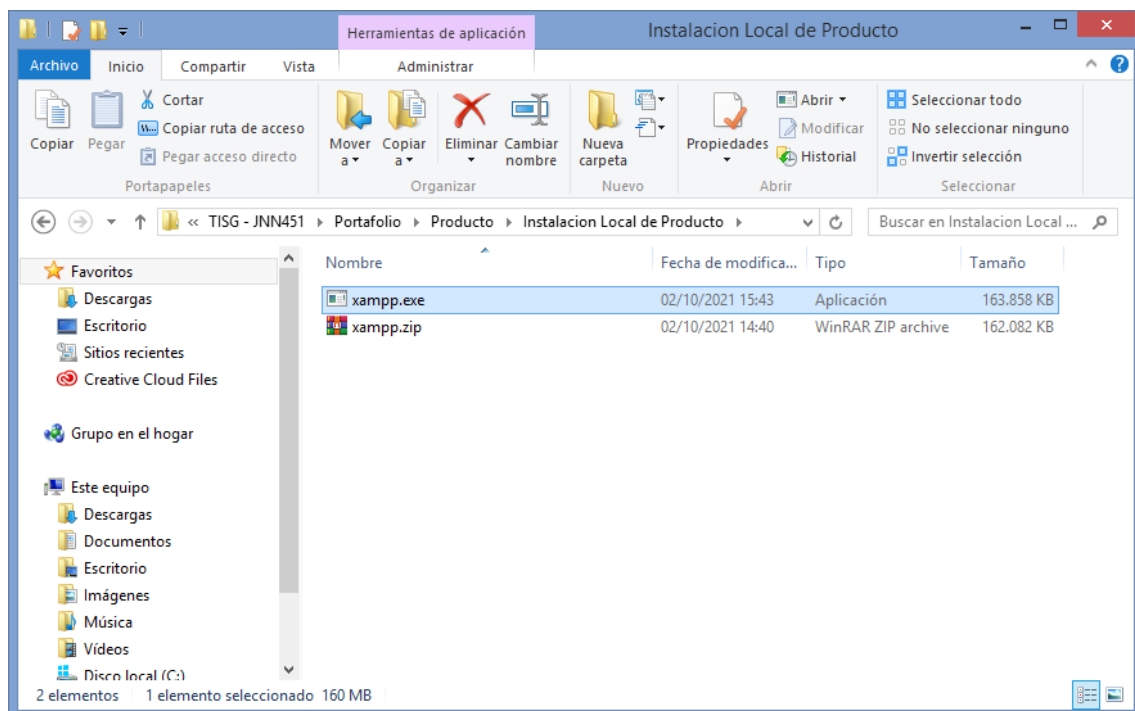 Herramientas de aplicación
Instalacion Local de Producto
Archivo Inicio Compartir Vista Administrar
Copiar
Pegar
Cortar
Copiar ruta de acceso
Pegar acceso directo
Portapapeles
Mover a
Copiar a
Eliminar
Cambiar nombre
Organizar
Nueva carpeta
Nuevo
Propiedades
Abrir
Modificar
Historial
Abrir
Seleccionar todo
No seleccionar ninguno
Invertir selección
Seleccionar
« TISG - JNN451 Portafolio Producto Instalacion Local de Producto
Buscar en Instalacion Local ...
Favoritos
Descargas
Escritorio
Sitios recientes
Creative Cloud Files
Grupo en el hogar
Este equipo
Descargas
Documentos
Escritorio
Imágenes
Música
Vídeos
Disco local (C:)
Nombre Fecha de modifica... Tipo Tamaño
xampp.exe 02/10/2021 15:43 Aplicación 163.858 KB
xampp.zip 02/10/2021 14:40 WinRAR ZIP archive 162.082 KB
2 elementos 1 elemento seleccionado 160 MB